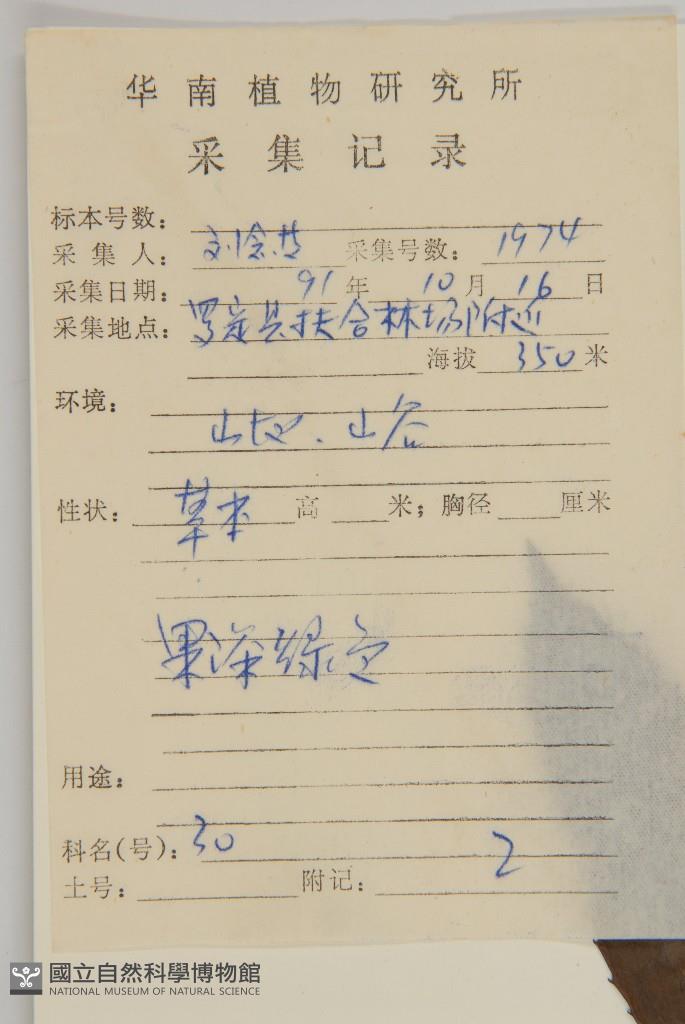 华南植物研究所
采集记录
标本号数：
采集人：刘念 采集号数：1974
采集日期：91年10月16日
采集地点：罗定县扶合林场附近
海拔 350 米
环境：
山坡、山谷
性状：草本 高 米；胸径 厘米
果深绿色
用途：
科名(号)：30 2
土号： 附记：
國立自然科學博物館
NATIONAL MUSEUM OF NATURAL SCIENCE